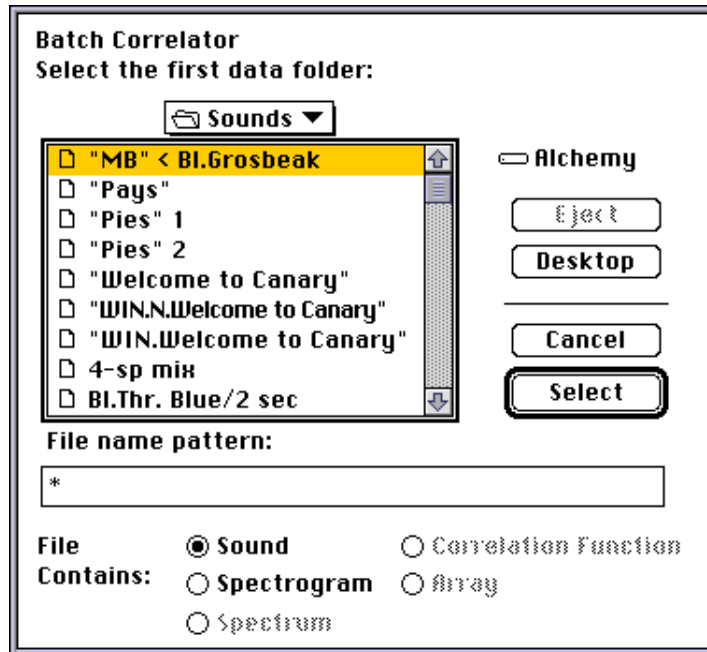 Batch Correlator
Select the first data folder:
Sounds
"MB" < Bl.Grosbeak
"Pays"
"Pies" 1
"Pies" 2
"Welcome to Canary"
"WIN.N.Welcome to Canary"
"WIN.Welcome to Canary"
4-sp mix
Bl.Thr. Blue/2 sec
Alchemy
Eject
Desktop
Cancel
Select
File name pattern:
*
File Contains:
Sound
Spectrogram
Spectrum
Correlation Function
Array